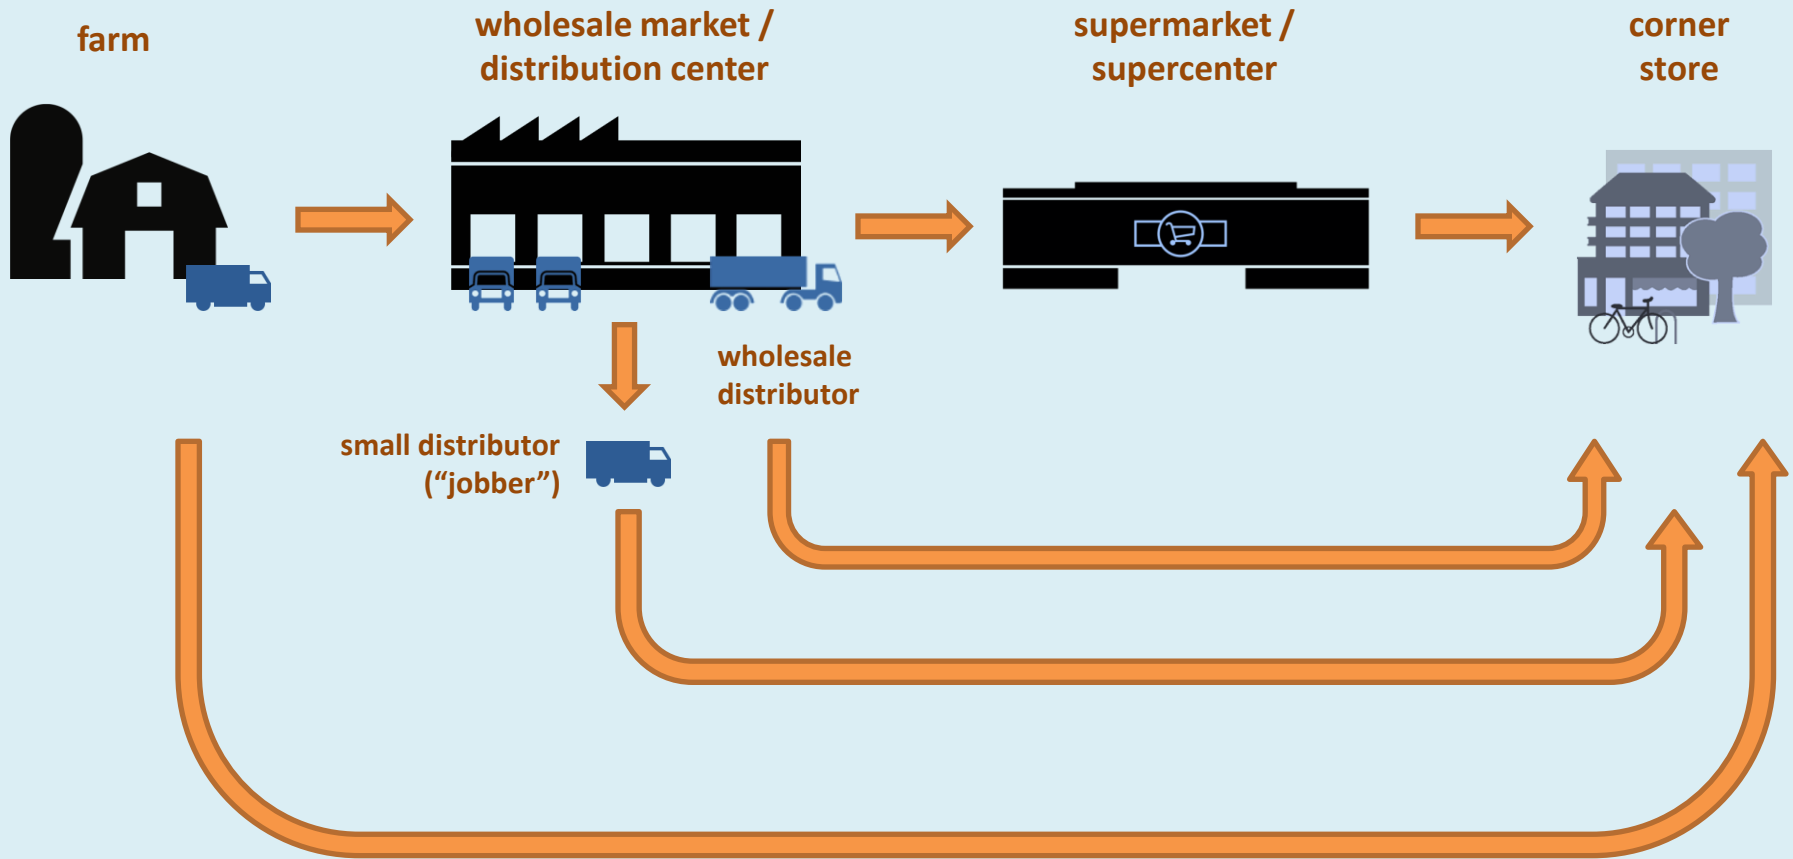 farm
wholesale market /
distribution center
supermarket /
supercenter
corner
store
wholesale
distributor
small distributor
(“jobber”)